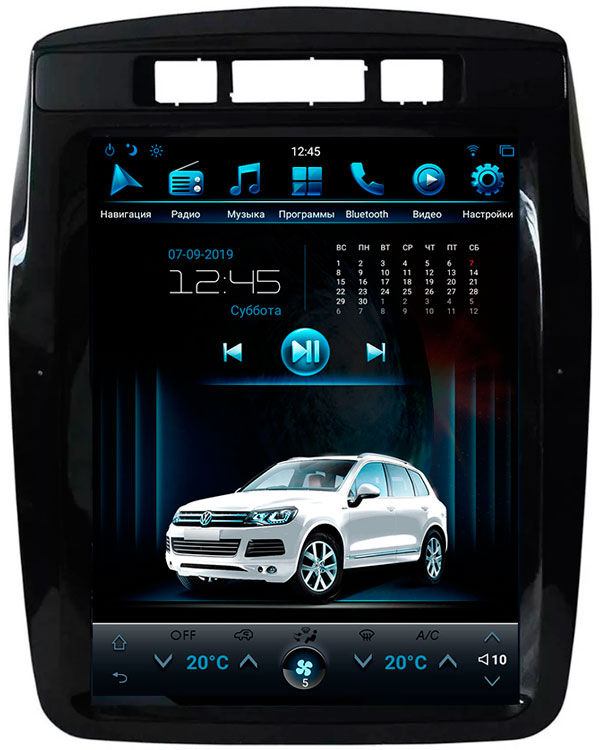 12:45
Навигация Радио Музыка Программы Bluetooth Видео Настройки
07-09-2019
12:45
Суббота
ВС ПН ВТ СР ЧТ ПТ СБ
1 2 3 4 5 6 7
8 9 10 11 12 13 14
15 16 17 18 19 20 21
22 23 24 25 26 27 28
29 30 1 2 3 4 5
6 7 8 9 10 11 12
OFF A/C
20°C 5 20°C 10